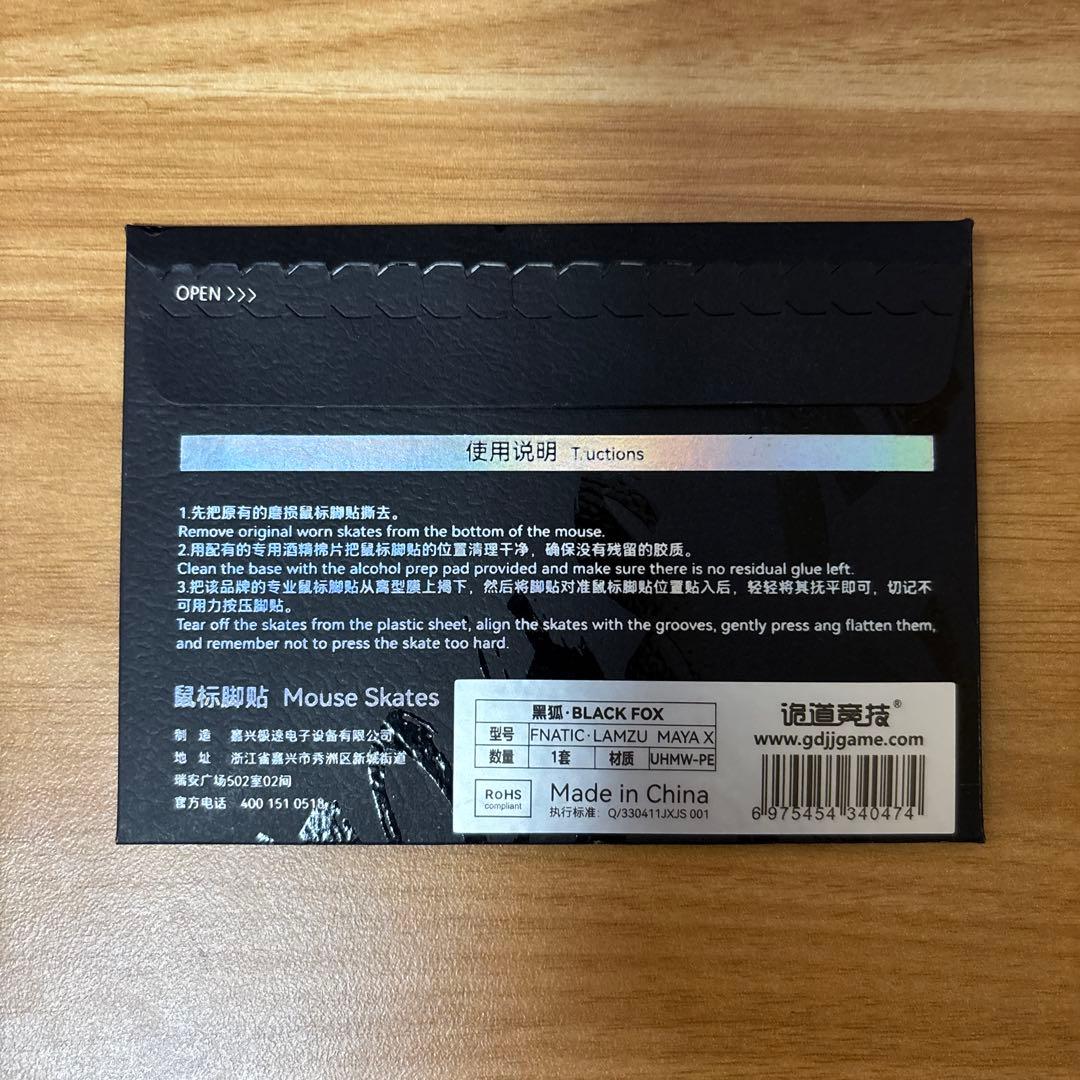 OPEN >>>
使用说明 T.uctions
1.先把原有的磨损鼠标脚贴撕去。
Remove original worn skates from the bottom of the mouse.
2.用配有的专用酒精棉片把鼠标脚贴的位置清理干净，确保没有残留的胶质。
Clean the base with the alcohol prep pad provided and make sure there is no residual glue left.
3.把该品牌的专业鼠标脚贴从离型膜上揭下，然后将脚贴对准鼠标脚贴位置贴入后，轻轻将其抚平即可，切记不
可用力按压脚贴。
Tear off the skates from the plastic sheet, align the skates with the grooves, gently press ang flatten them,
and remember not to press the skate too hard.
鼠标脚贴 Mouse Skates
制 造 嘉兴极途电子设备有限公司
地 址 浙江省嘉兴市秀洲区新城街道
瑞安广场502室02间
官方电话 400 151 0518
黑狐·BLACK FOX
型号 FNATIC·LAMZU MAYA X
数量 1套 材质 UHMW-PE
RoHS
compliant
Made in China
执行标准：Q/330411JXJS 001
诡道竞技®
www.gdjjgame.com
6 975454 340474